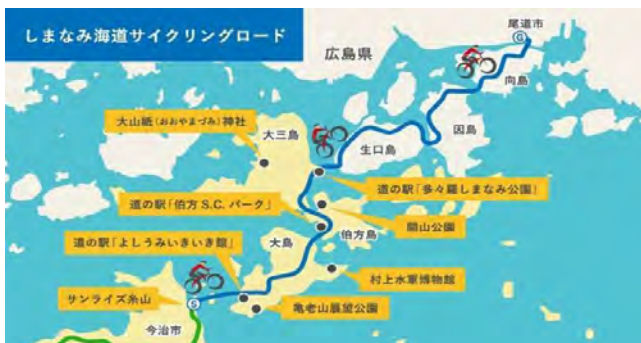 しまなみ海道サイクリングロード
尾道市
G
広島県
向島
大山祇(おおやまづみ)神社
大三島
因島
生口島
道の駅「多々羅しまなみ公園」
道の駅「伯方S.C.パーク」
開山公園
大島
伯方島
道の駅「よしうみいきいき館」
村上水軍博物館
サンライズ糸山
S
亀老山展望公園
今治市